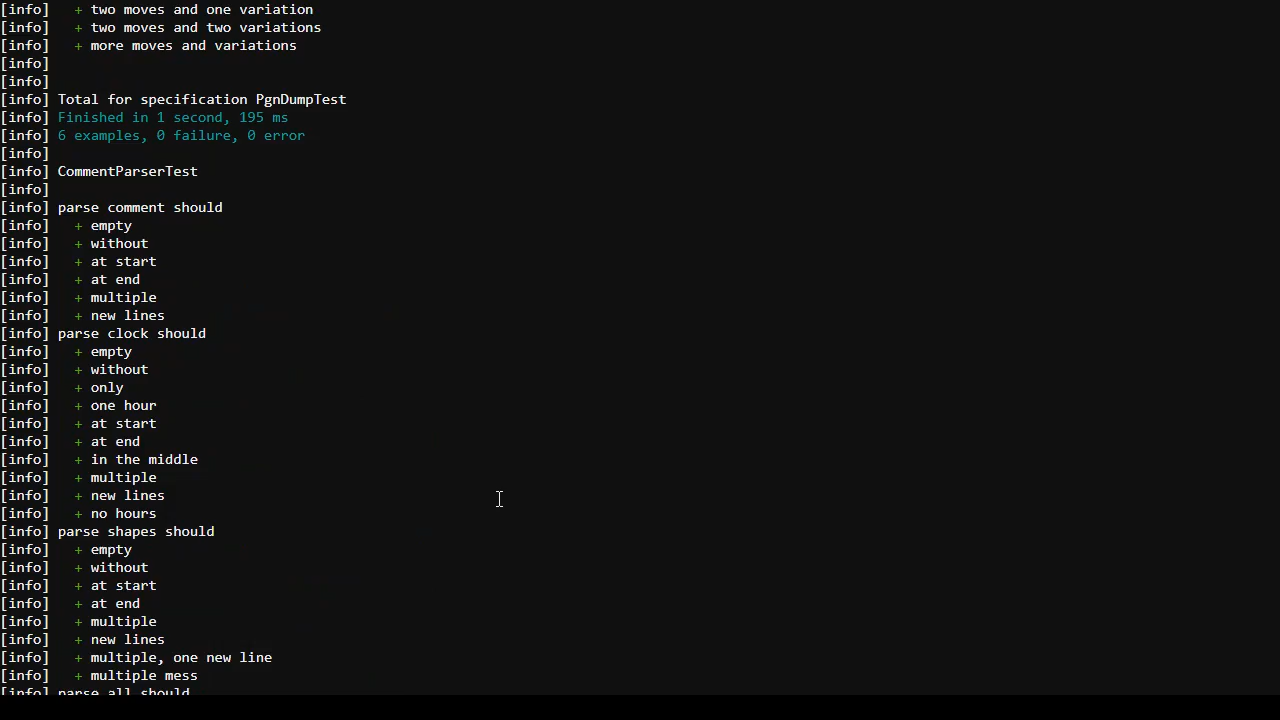 [info]   + two moves and one variation
[info]   + two moves and two variations
[info]   + more moves and variations
[info]
[info]
[info] Total for specification PgnDumpTest
[info] Finished in 1 second, 195 ms
[info] 6 examples, 0 failure, 0 error
[info]
[info] CommentParserTest
[info]
[info] parse comment should
[info]   + empty
[info]   + without
[info]   + at start
[info]   + at end
[info]   + multiple
[info]   + new lines
[info] parse clock should
[info]   + empty
[info]   + without
[info]   + only
[info]   + one hour
[info]   + at start
[info]   + at end
[info]   + in the middle
[info]   + multiple
[info]   + new lines
[info]   + no hours
[info] parse shapes should
[info]   + empty
[info]   + without
[info]   + at start
[info]   + at end
[info]   + multiple
[info]   + new lines
[info]   + multiple, one new line
[info]   + multiple mess
[info] parse all should